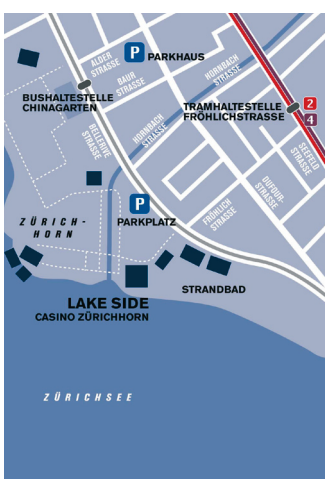 P PARKHAUS
ALDER
STRASSE
BAUR
STRASSE
HORNBACH
STRASSE
BUSHALTESTELLE
CHINAGARTEN
TRAMHALTESTELLE
FRÖHLICHSTRASSE
2
4
BELLERIVE
STRASSE
HORNBACH
STRASSE
SEEFELD
STRASSE
DUFOUR-
STRASSE
P
PARKPLATZ
FRÖHLICH
STRASSE
ZÜRICH-
HORN
STRANDBAD
LAKE SIDE
CASINO ZÜRICHHORN
ZÜRICHSEE